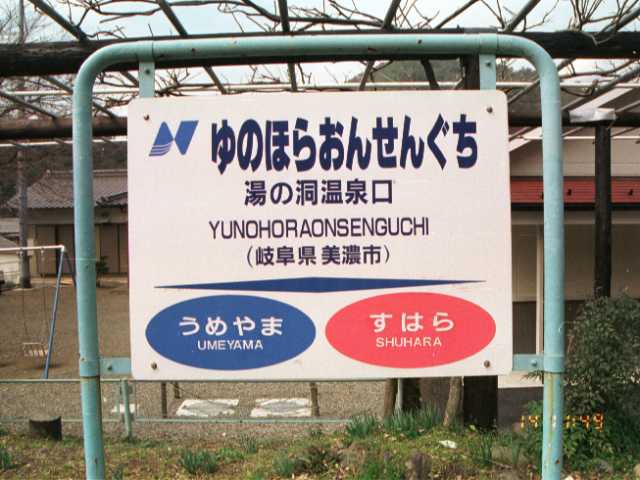 ゆのほらおんせんぐち
湯の洞温泉口
YUNOHORAONSENGUCHI
(岐阜県 美濃市)
うめやま
UMEYAMA
すはら
SHUHARA